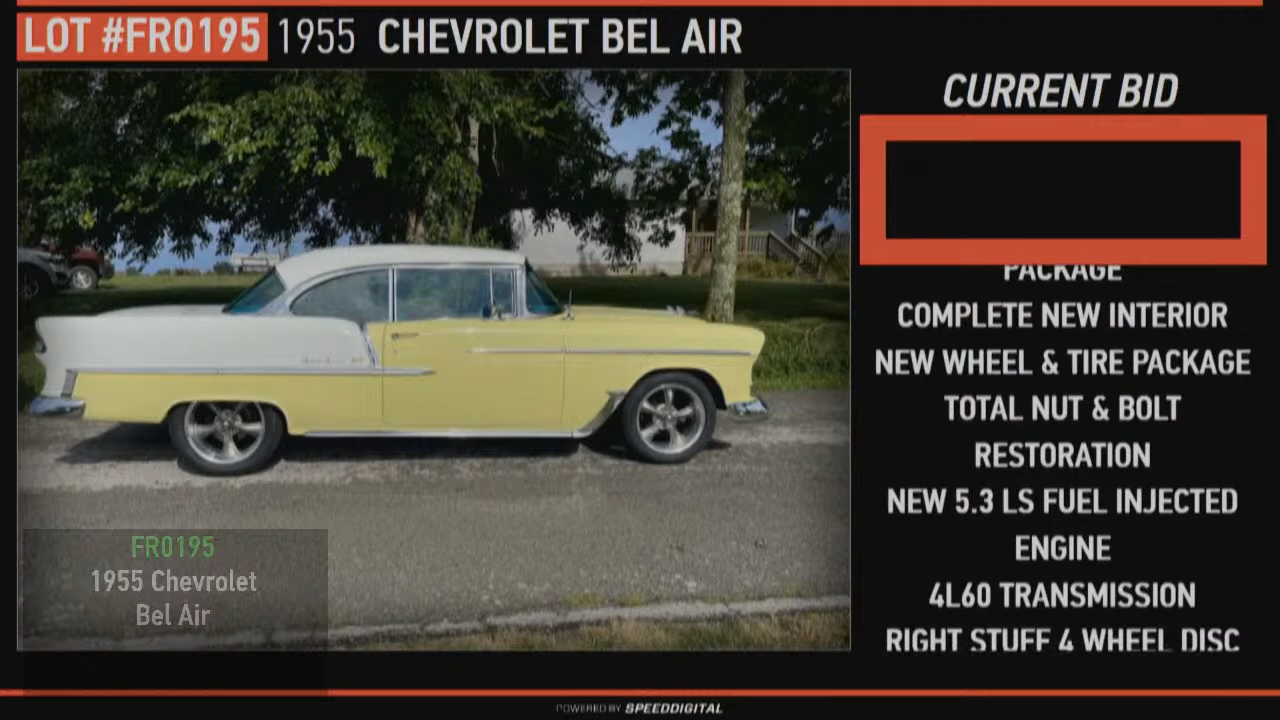 LOT #FR0195 1955 CHEVROLET BEL AIR
CURRENT BID
PACKAGE
COMPLETE NEW INTERIOR
NEW WHEEL & TIRE PACKAGE
TOTAL NUT & BOLT
RESTORATION
NEW 5.3 LS FUEL INJECTED
ENGINE
4L60 TRANSMISSION
RIGHT STUFF 4 WHEEL DISC
FR0195
1955 Chevrolet
Bel Air
POWERED BY SPEEDDIGITAL